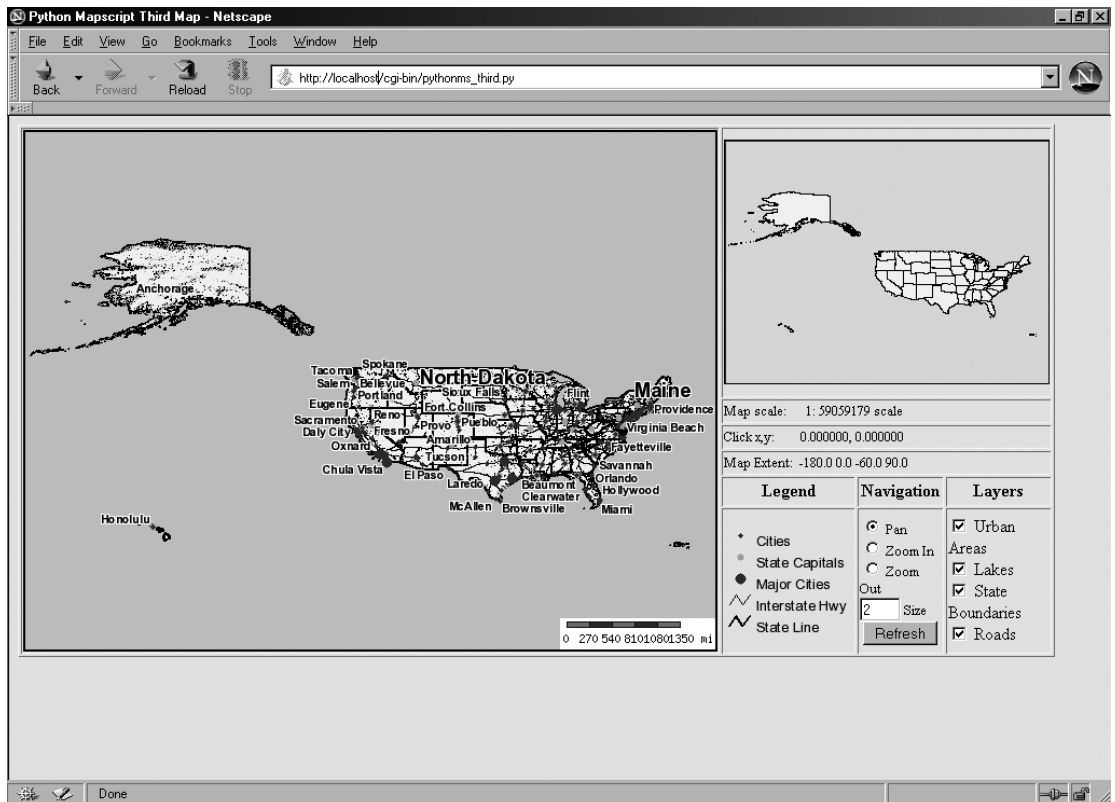 Python Mapscript Third Map - Netscape
File Edit View Go Bookmarks Tools Window Help
Back Forward Reload Stop
http://localhost/cgi-bin/pythonms_third.py
N
Anchorage
Spokane
Tacoma
North Dakota
Salem
Bellevue
Maine
Portland
Sioux Falls
Flint
Eugene
Fort Collins
Providence
Reno
Sacramento
Provo
Pueblo
Virginia Beach
Daly City
Fresno
Amarillo
Fayetteville
Oxnard
Tucson
Savannah
Chula Vista
El Paso
Orlando
Laredo
Beaumont
Hollywood
Clearwater
McAllen
Brownsville
Miami
Honolulu
0 270 540 81010801350 mi
Map scale: 1: 59059179 scale
Click x,y: 0.000000, 0.000000
Map Extent: -180.0 0.0 -60.0 90.0
Legend Navigation Layers
Cities
State Capitals
Major Cities
Interstate Hwy
State Line
Pan
Zoom In
Zoom
Out
2 Size
Refresh
Urban
Areas
Lakes
State
Boundaries
Roads
Done